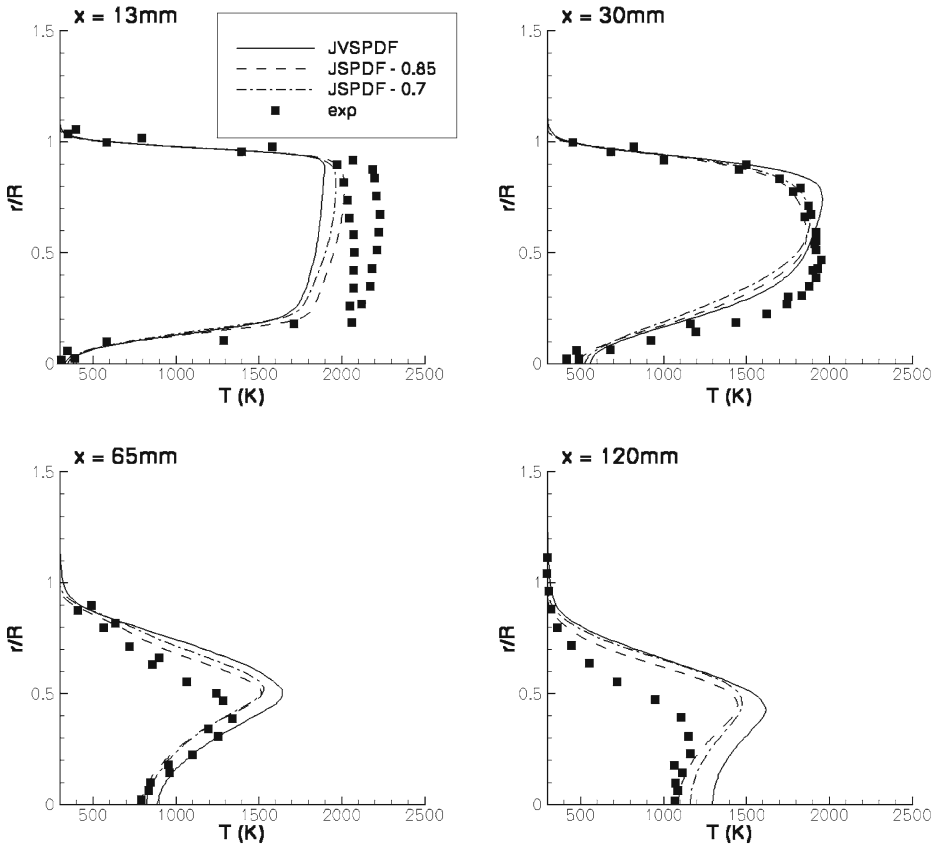 x = 13mm
1.5
1
0.5
0
r/R
500
1000
1500
2000
2500
T (K)
JVSPDF
JSPDF - 0.85
JSPDF - 0.7
exp
x = 30mm
1.5
1
0.5
0
r/R
500
1000
1500
2000
2500
T (K)
x = 65mm
1.5
1
0.5
0
r/R
500
1000
1500
2000
2500
T (K)
x = 120mm
1.5
1
0.5
0
r/R
500
1000
1500
2000
2500
T (K)